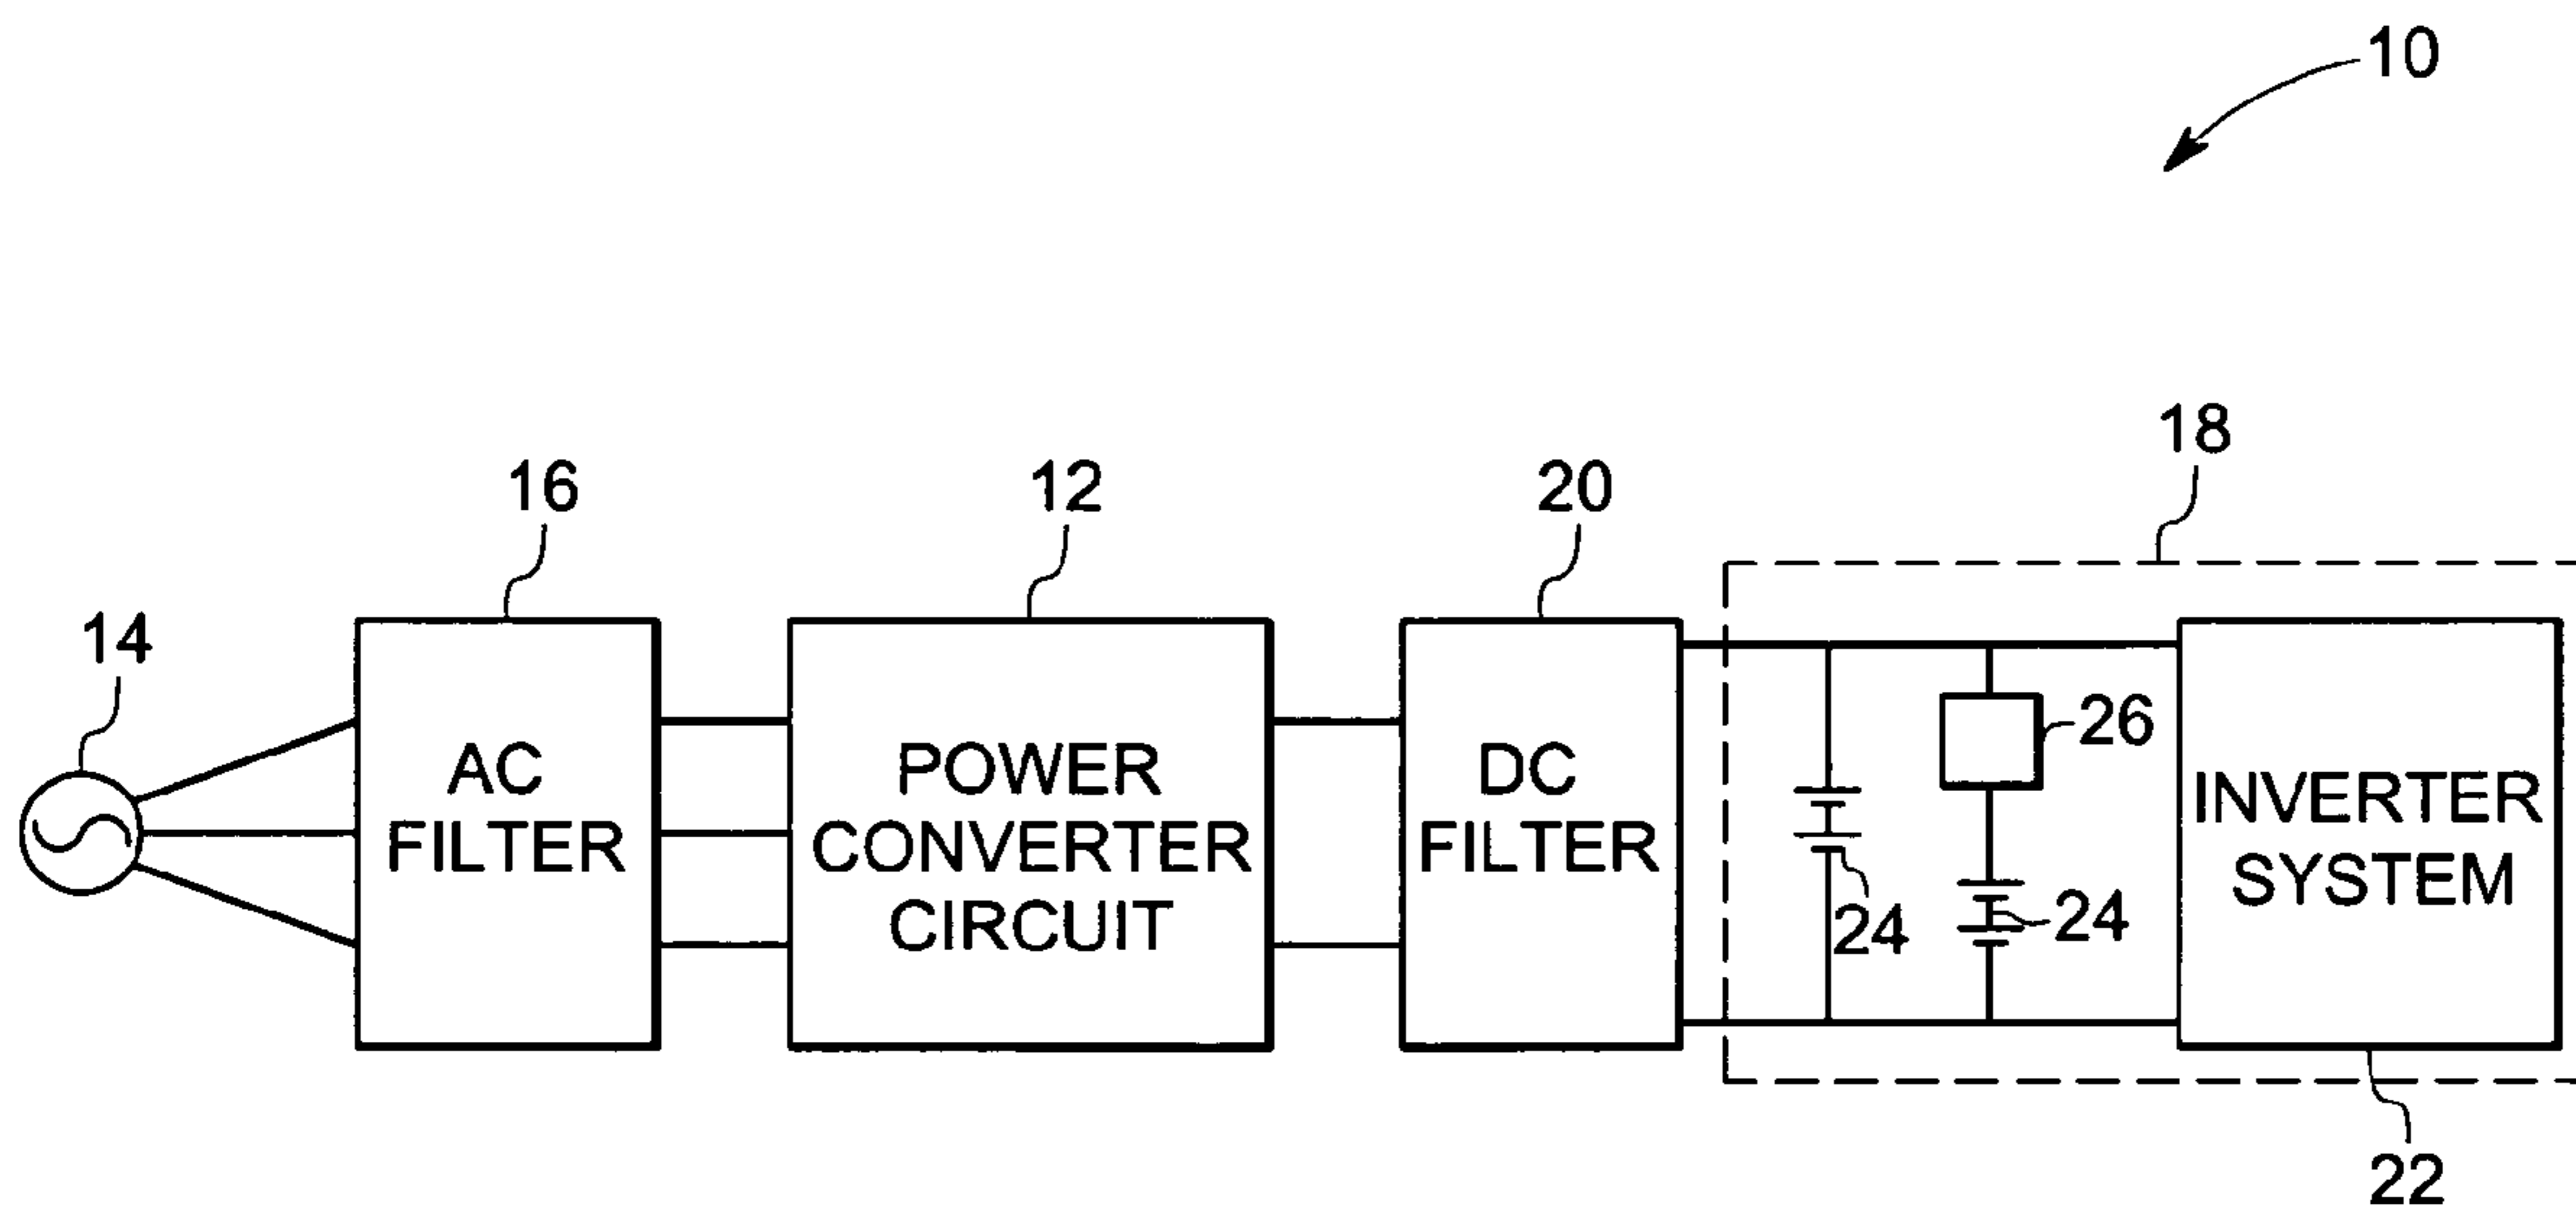 10
18
16
12
20
14
AC
FILTER
POWER
CONVERTER
CIRCUIT
DC
FILTER
26
24
24
INVERTER
SYSTEM
22